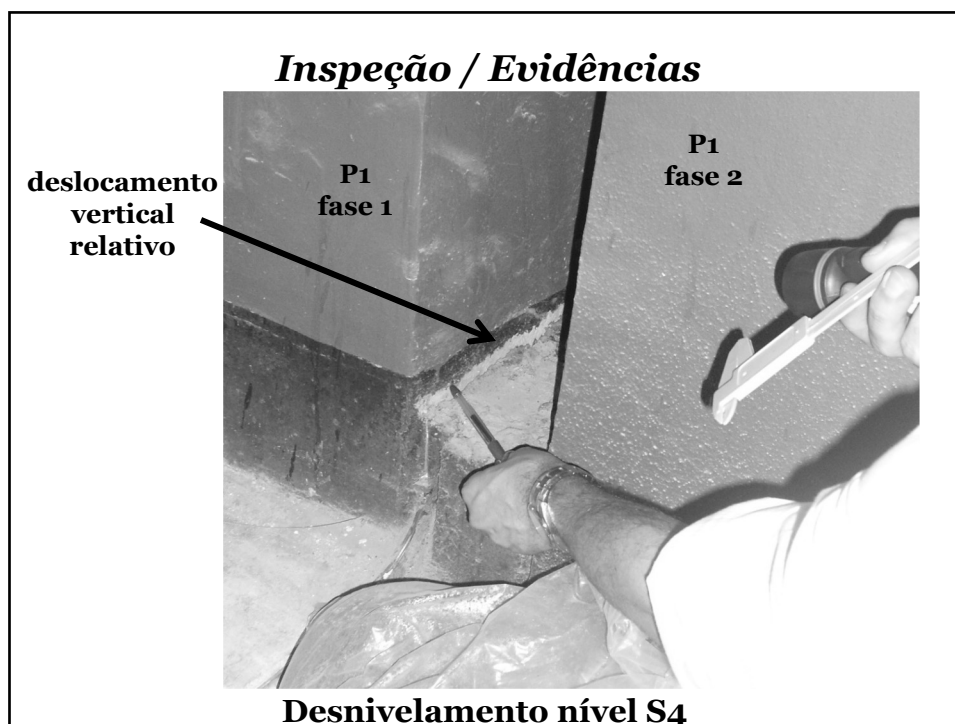 Inspeção / Evidências
deslocamento
vertical
relativo
P1
fase 1
P1
fase 2
Desnivelamento nível S4